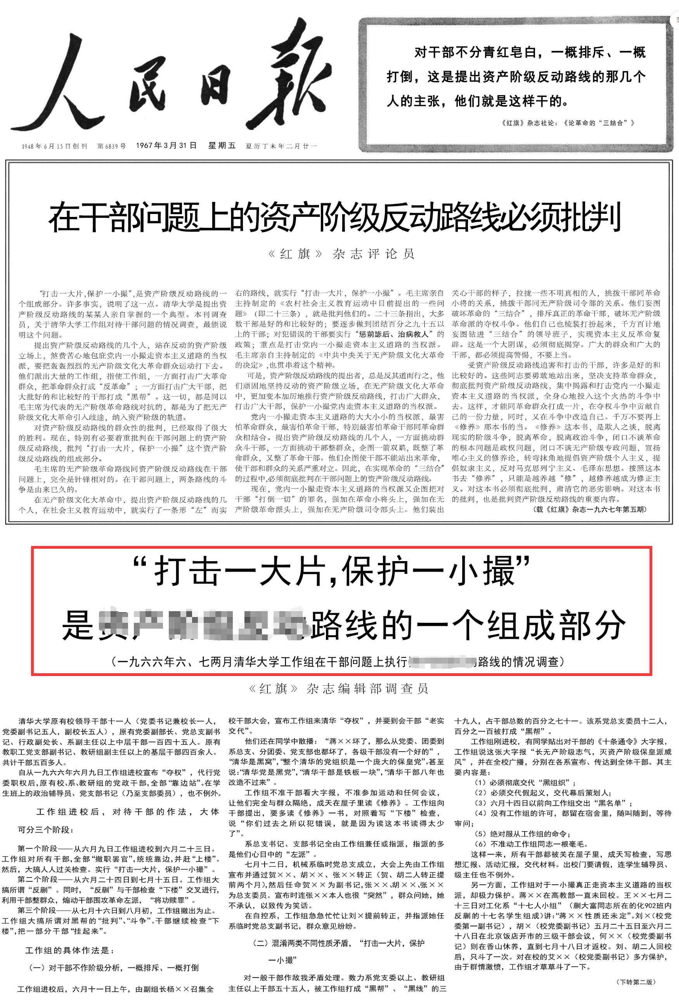 人民日報
1948年6月15日创刊 第6839号 1967年3月31日 星期五 夏历丁未年二月廿一
对干部不分青红皂白，一概排斥、一概
打倒，这是提出资产阶级反动路线的那几个
人的主张，他们就是这样干的。
《红旗》杂志社论：《论革命的“三结合”》
在干部问题上的资产阶级反动路线必须批判
《红旗》杂志评论员
“打击一大片,保护一小撮”,是资产阶级反动路线的一
个组成部分。许多事实，说明了这一点。清华大学是提出资
产阶级反动路线的某某人亲自掌握的一个典型。本刊调查
员，关于清华大学工作组对待干部问题的情况调查，最能说
明这个问题。
提出资产阶级反动路线的几个人，站在反动的资产阶级
立场上，煞费苦心地包庇党内一小撮走资本主义道路的当权
派，要把轰轰烈烈的无产阶级文化大革命群众运动打下去。
他们派出大量的工作组，指使工作组，一方面打击广大革命
群众，把革命群众打成“反革命”；一方面打击广大干部，把
大批好的和比较好的干部打成“黑帮”。这一切，都是同以
毛主席为代表的无产阶级革命路线对抗的，都是为了把无产
阶级文化大革命引入歧途，纳入资产阶级的轨道。
对资产阶级反动路线的群众性的批判，已经取得了很大
的胜利。现在，特别有必要着重批判在干部问题上的资产阶
级反动路线，批判“打击一大片，保护一小撮”这个资产阶
级反动路线的组成部分。
毛主席的无产阶级革命路线同资产阶级反动路线在干部
问题上，完全是针锋相对的。在干部问题上，两条路线的斗
争是由来已久的。
在无产阶级文化大革命中、提出资产阶级反动路线的几
个人，在社会主义教育运动中，就实行了一条形“左”而实
右的路线，就实行“打击一大片，保护一小撮”。毛主席亲自
主持制定的《农村社会主义教育运动中目前提出的一些问
题》（即二十三条），就是批判他们的。二十三条指出，大多
数干部是好的和比较好的；要逐步做到团结百分之九十五以
上的干部；对犯错误的干部要实行“惩前毖后、治病救人”的
政策；重点是打击党内一小撮走资本主义道路的当权派。
毛主席亲自主持制定的《中共中央关于无产阶级文化大革命
的决定》,也贯串着这个精神。
可是，资产阶级反动路线的提出者，总是反其道而行之，他
们顽固地坚持反动的资产阶级立场，在无产阶级文化大革命
中，更加变本加厉地推行资产阶级反动路线，打击广大群众，
打击广大干部，保护一小撮党内走资本主义道路的当权派。
党内一小撮走资本主义道路的大大小小的当权派，最害
怕革命群众，最害怕革命干部，特别最害怕革命干部同革命群
众相结合。提出资产阶级反动路线的几个人，一方面挑动群
众斗干部，一方面挑动干部整群众，企图一箭双鹛，既整了革
命群众，又整了革命干部。他们企图使干部不能站出来革命，
使干部和群众的关系严重对立。因此，在实现革命的“三结合”
的过程中,必须彻底批判在干部问题上的资产阶级反动路线。
现在，党内一小撮走资本主义道路的当权派又企图把对
干部“打倒一切”的罪名，强加在革命小将头上，强加在无
产阶级革命派头上，强加在无产阶级司令部头上。他们装出
关心干部的样子，拉拢一些不明真相的人，挑拨干部同革命
小将的关系，挑拨干部同无产阶级司令部的关系。他们妄图
破坏革命的“三结合”，排斥真正的革命干部，破坏无产阶级
革命派的夺权斗争。他们自己也梳装打扮起来，千方百计地
妄图钻进“三结合”的领导班子，实现资本主义反革命复
辟。这是一个大阴谋，必须彻底揭穿。广大的群众和广大的
干部，都必须提高警惕，不要上当。
受资产阶级反动路线迫害和打击的干部，许多是好的和
比较好的。这些同志要勇敢地站出来，坚决支持革命群众，
彻底批判资产阶级反动路线，集中揭露和打击党内一小撮走
资本主义道路的当权派，全身心地投入这个火热的斗争中
去。这样，才能同革命群众打成一片，在夺权斗争中贡献自
己的一份力量，同时，又在斗争中改造自己。千万不要再上
《修养》那本书的当。《修养》这本书，是欺人之谈，脱离
现实的阶级斗争，脱离革命，脱离政治斗争，闭口不谈革命
的根本问题是政权问题，闭口不谈无产阶级专政问题，宣扬
唯心主义的修养论，转弯抹角地提倡资产阶级个人主义，提
倡奴隶主义，反对马克思列宁主义、毛泽东思想。按照这本
书去“修养”，只能是越养越“修”，越修养越成为修正主
义。对这本书必须彻底批判，肃清它的恶劣影响。对这本书
的批判，也是批判资产阶级反动路线的重要内容。
（载《红旗》杂志一九六七年第五期）
“打击一大片,保护一小撮”
是路线的一个组成部分
（一九六六年六、七两月清华大学工作组在干部问题上执行路线的情况调查）
《红旗》杂志编辑部调查员
清华大学原有校领导干部十一人（党委书记兼校长一人，
党委副书记五人，副校长五人），原有党委副部长、党总支副书
记、行政副处长、系副主任以上中层干部一百四十五人。原有
教职工党支部副书记、教研组副主任以上的基层干部四百余人。
共计干部五百多人。
自从一九六六年六月九日工作组进校宣布“夺权”，代行党
委职权后,原有校、系、教研组的党政干部,全部“靠边站”。在学
生班上的政治辅导员、党支部书记（乃至支部委员），也不例外。
工作组进校后，对待干部的作法，大体
可分三个阶段：
第一个阶段——从六月九日工作组进校到六月二十三日。
工作组对所有干部,全部“撤职罢官”,统统靠边,并赶“上楼”。
然后，大搞人人过关检查。实行“打击一大片，保护一小撮”。
第二个阶段——从六月二十四日到七月十五日。工作组大
搞所谓“反蒯”。同时，“反蒯”与干部检查“下楼”交叉进行,
利用干部整群众，煽动干部围攻革命左派，“将功赎罪”。
第三个阶段——从七月十六日到八月初，工作组撤出为止。
工作组大搞所谓对黑帮的“批判”、“斗争”。干部继续检查“下
楼”,把一部分干部“挂起来”。
工作组的具体作法是：
（一）对干部不作阶级分析，一概排斥、一概打倒
工作组进校后，六月十一日上午，由副组长杨××召集全
校干部大会，宣布工作组来清华“夺权”，并要到会干部“老实
交代”。
他们还在同学中散播：“蒋××坏了，那么从党委、团委到
系总支、分团委、党支部也都坏了，各级干部没有一个好的”，
“清华是黑窝”,“整个清华的党组织是一个庞大的保皇党”。甚至
说:“清华党是黑党”,“清华干部是铁板一块”,“清华干部八年也
改造不过来”。
工作组不准干部看大字报，不准参加运动和任何会议，
让他们完全与群众隔绝，成天在屋子里读《修养》。工作组向
干部提出，要多读《修养》一书，对照着写“下楼”检查，
说“你们过去之所以犯错误，就是因为读这本书读得太少
了”。
系总支书记、支部书记全由工作组兼任或指派，指派的多
是他们心目中的“左派”。
七月十二日，机械系临时党总支成立，大会上先由工作组
宣布并通过贺××、胡××、张××转正（贺、胡二人转正提
前两个月),然后任命贺××为副书记,张××、胡××、张××
为总支委员。宣布时连张××本人也很“突然”，群众问她，她
不承认，以致传为笑话。
在自控系，工作组急急忙忙让刘×提前转正，并指派她任
系临时党总支副书记，群众意见纷纷。
（二）混淆两类不同性质矛盾，“打击一大片，保护
一小撮”
对一般干部作敌我矛盾处理。数力系党支委以上、教研组
主任以上干部五十五人，被工作组打成“黑帮”、“黑线”的三
十九人，占干部总数的百分之七十一。该系党总支委员十二人，
百分之一百被打成“黑帮”。
工作组刚进校，有同学贴出对干部的《十条通令》大字报，
工作组说这张大字报“长无产阶级志气，灭资产阶级保皇派威
风”，并在全校广播，分别在各系宣布、传达到全体干部。其主
要内容是：
（1）必须彻底交代“黑组织”；
（2）必须交代假起义，交代幕后策划人；
（3）六月十四日以前向工作组交出“黑名单”；
（4）没有工作组的许可，都留在宿舍里，随叫随到，等待
审问；
（5）绝对服从工作组的命令；
（6）不准动工作组同志一根毫毛。
这样一来，所有干部都被关在屋子里，成天写检查，写思
想汇报、活动汇报，交代材料。出校门要请假，连学生辅导员、
级主任也不例外。
另一方面，工作组对于一小撮真正走资本主义道路的当权
派，却极力保护。蒋××在高教部一直未回校。王××七月二
十三日对工化系“十七人小组”（蒯大富同志所在的化902班内
反蒯的十七名学生组成）讲:“蒋××性质还未定”。刘×(校党
委第一副书记），胡×（校党委副书记）五月二十五日至六月二
十八日在北京饭店开市的三级干部会议，何××（校党委副书
记）则在香山休养，直到七月十八日才返校。刘、胡二人回校
后，只斗了一次。对在校的艾××（校党委副书记）多方保护，
由于群情激愤，工作组才草草斗了一下。
（下转第二版）